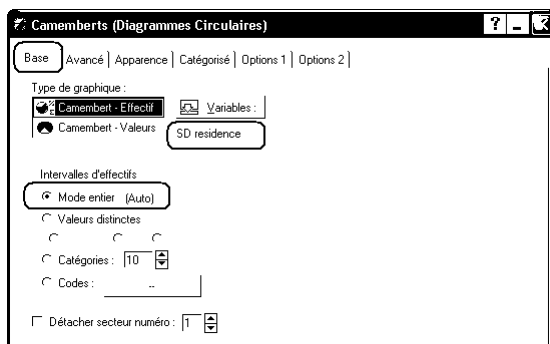 Camemberts (Diagrammes Circulaires)
Base Avancé Apparence Catégorisé Options 1 Options 2
Type de graphique :
Camembert - Effectif
Variables :
Camembert - Valeurs
SD residence
Intervalles d'effectifs
Mode entier (Auto)
Valeurs distinctes
Catégories : 10
Codes : ..
Détacher secteur numéro : 1